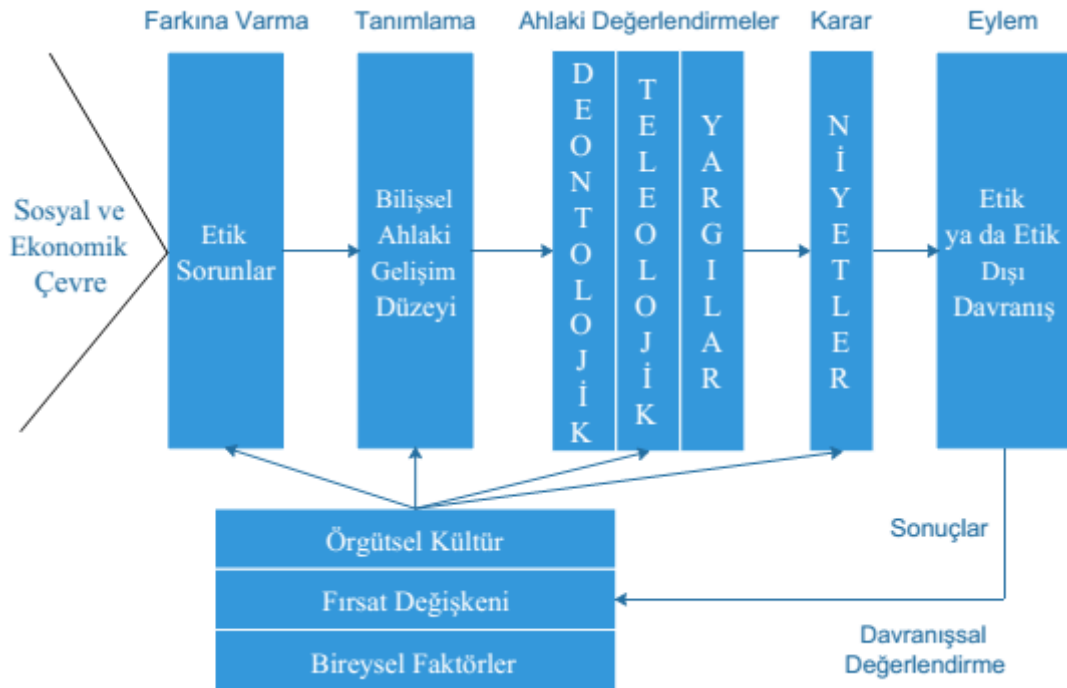 Farkına Varma
Tanımlama
Ahlaki Değerlendirmeler
Karar
Eylem
Sosyal ve
Ekonomik
Çevre
Etik
Sorunlar
Bilişsel
Ahlaki
Gelişim
Düzeyi
DEONTOLOJİK
TELEOLOJİK
YARGILAR
NİYETLER
Etik
ya da Etik
Dışı
Davranış
Örgütsel Kültür
Fırsat Değişkeni
Bireysel Faktörler
Sonuçlar
Davranışsal
Değerlendirme